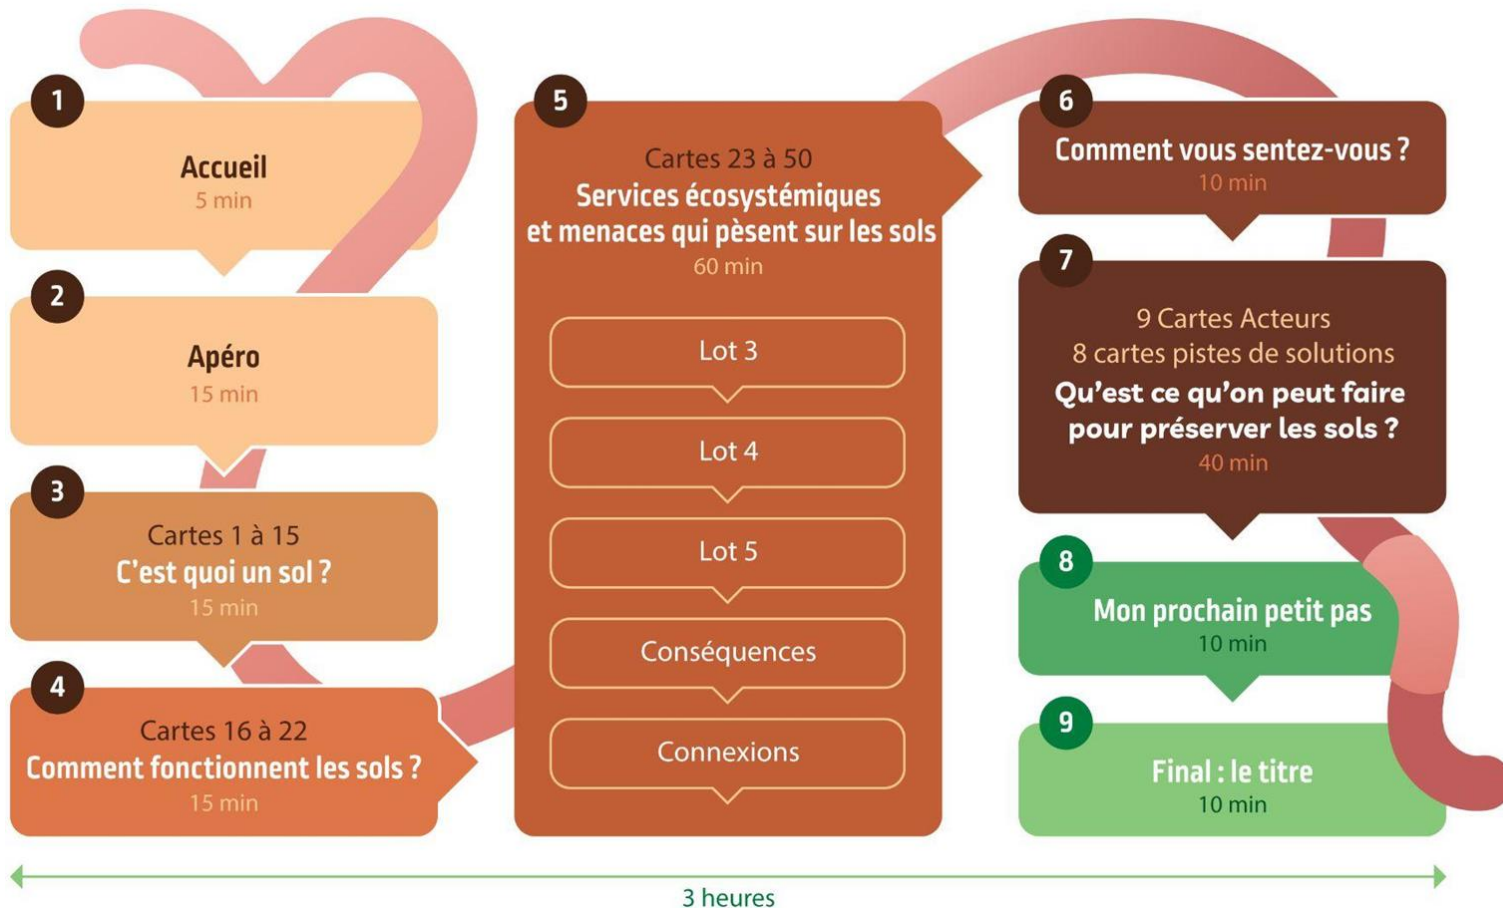 1
Accueil
5 min
2
Apéro
15 min
3
Cartes 1 à 15
C'est quoi un sol ?
15 min
4
Cartes 16 à 22
Comment fonctionnent les sols ?
15 min
5
Cartes 23 à 50
Services écosystémiques
et menaces qui pèsent sur les sols
60 min
Lot 3
Lot 4
Lot 5
Conséquences
Connexions
6
Comment vous sentez-vous ?
10 min
7
9 Cartes Acteurs
8 cartes pistes de solutions
Qu'est ce qu'on peut faire
pour préserver les sols ?
40 min
8
Mon prochain petit pas
10 min
9
Final : le titre
10 min
3 heures